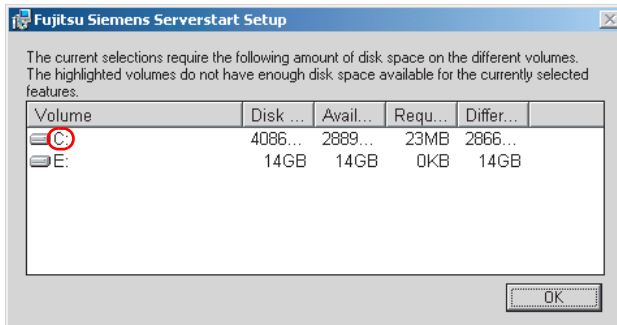 Fujitsu Siemens Serverstart Setup
The current selections require the following amount of disk space on the different volumes.
The highlighted volumes do not have enough disk space available for the currently selected
features.
Volume Disk ... Avail... Requ... Differ...
C: 4086... 2889... 23MB 2866...
E: 14GB 14GB 0KB 14GB
OK